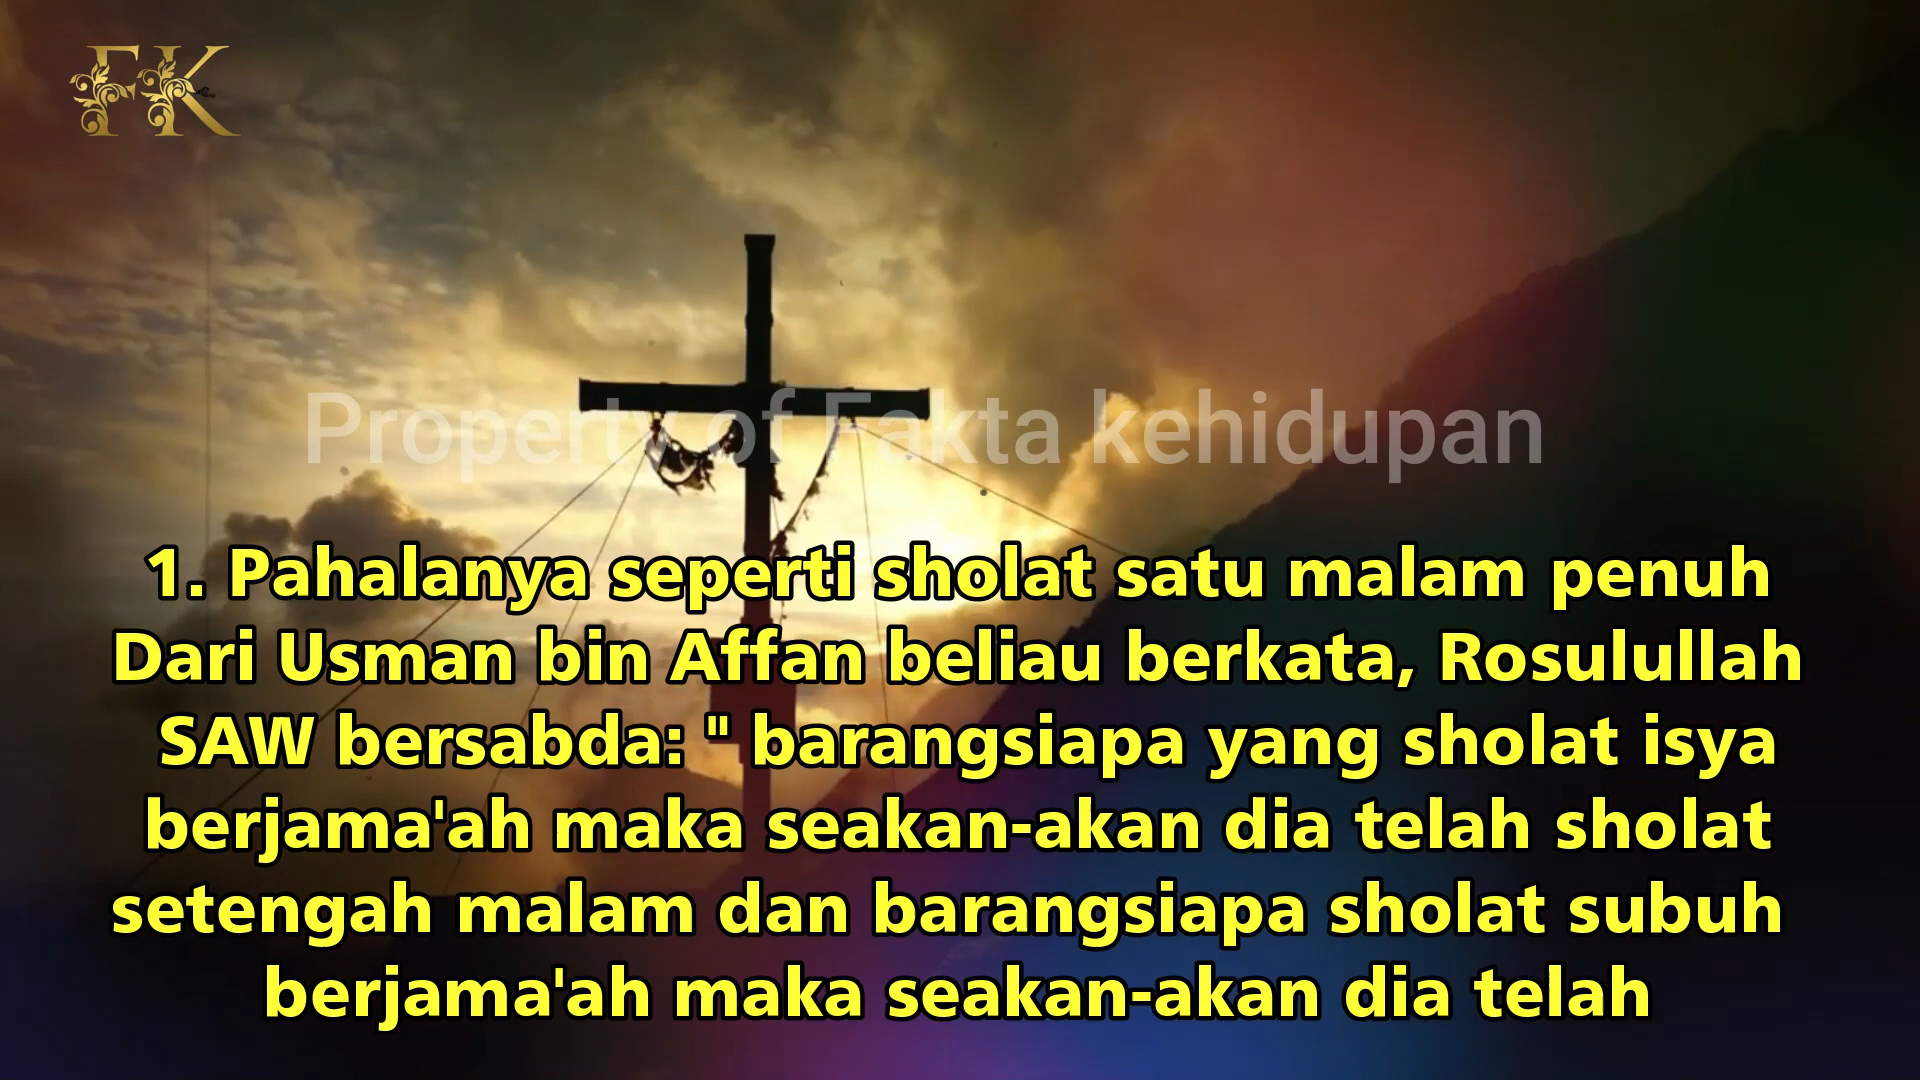 FK
Property of Fakta kehidupan
1. Pahalanya seperti sholat satu malam penuh
Dari Usman bin Affan beliau berkata, Rosulullah
SAW bersabda: " barangsiapa yang sholat isya
berjama'ah maka seakan-akan dia telah sholat
setengah malam dan barangsiapa sholat subuh
berjama'ah maka seakan-akan dia telah